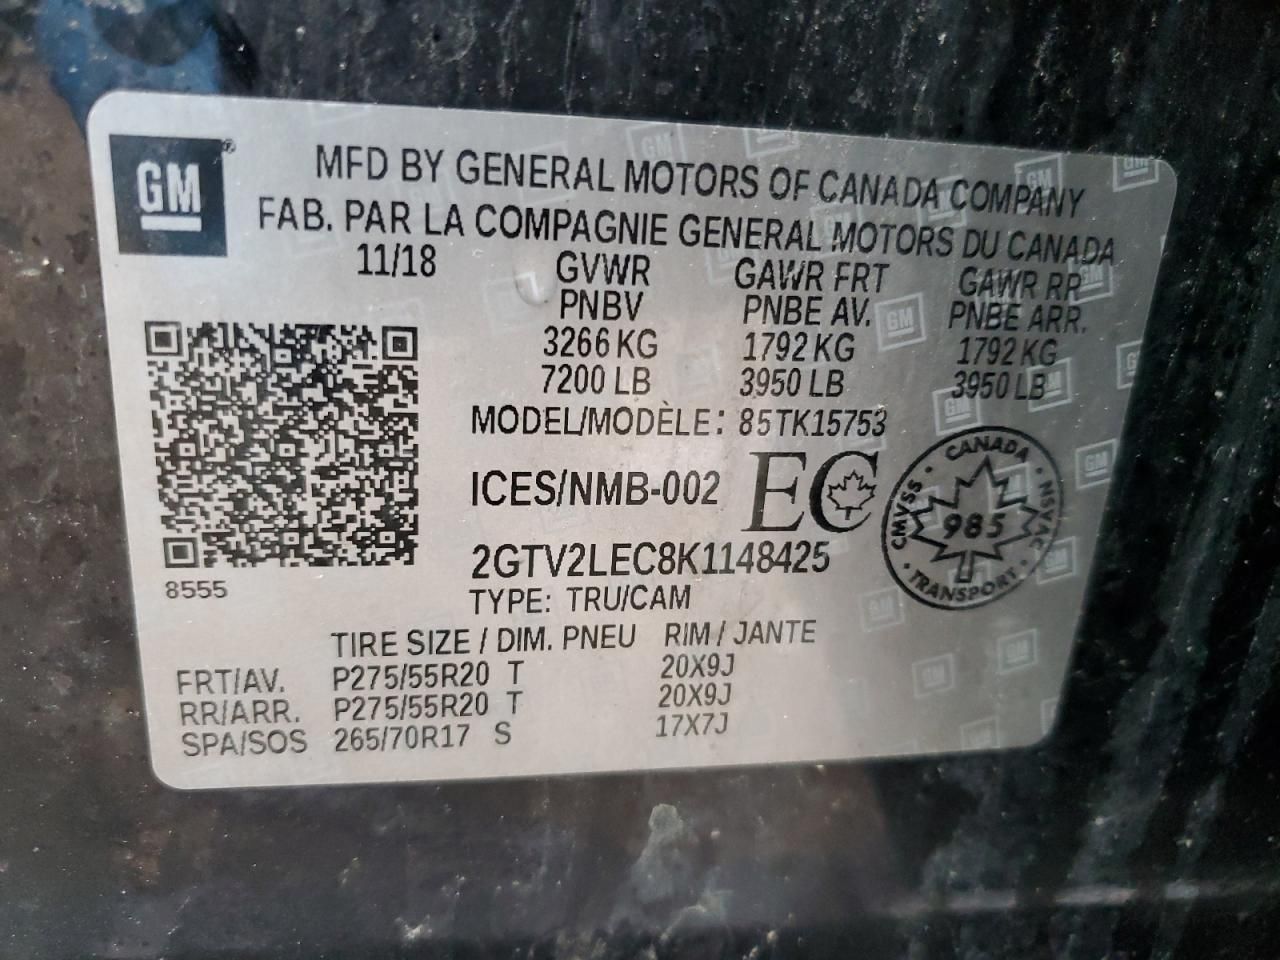 GM®
MFD BY GENERAL MOTORS OF CANADA COMPANY
FAB. PAR LA COMPAGNIE GENERAL MOTORS DU CANADA
11/18 GVWR GAWR FRT GAWR RR
PNBV PNBE AV. PNBE ARR.
3266 KG 1792 KG 1792 KG
7200 LB 3950 LB 3950 LB
MODEL/MODÈLE: 85TK15753
ICES/NMB-002 EC
CANADA
CMVSS 985 NSVAC
TRANSPORT
2GTV2LEC8K1148425
8555
TYPE: TRU/CAM
TIRE SIZE / DIM. PNEU RIM / JANTE
FRT/AV. P275/55R20 T 20X9J
RR/ARR. P275/55R20 T 20X9J
SPA/SOS 265/70R17 S 17X7J